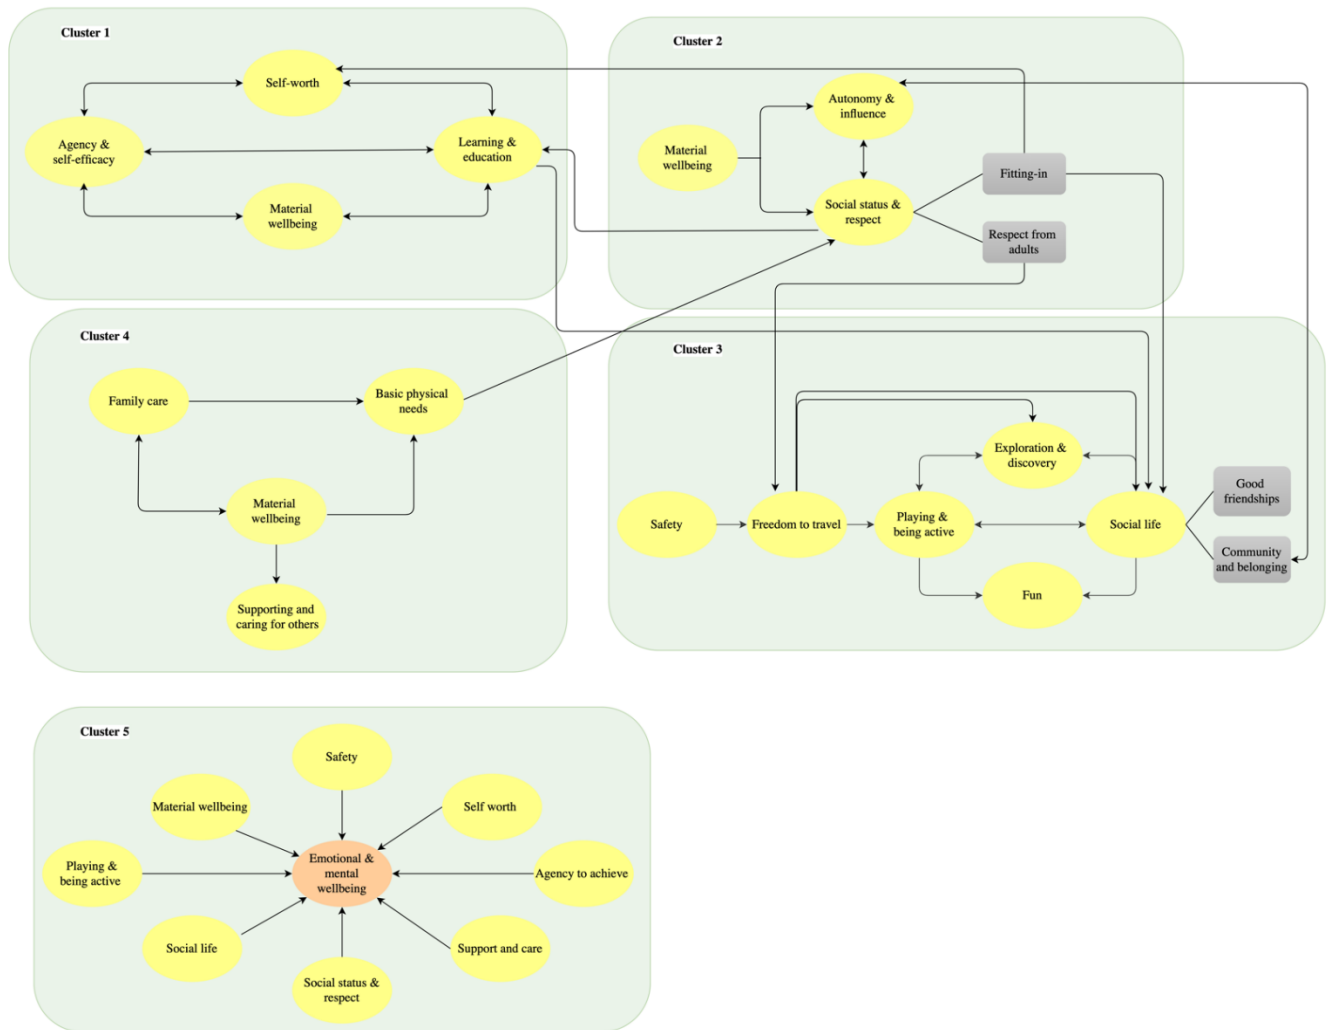 Cluster 1
Self-worth
Agency &
self-efficacy
Learning &
education
Material
wellbeing
Cluster 2
Autonomy &
influence
Material
wellbeing
Social status &
respect
Fitting-in
Respect from
adults
Cluster 4
Family care
Basic physical
needs
Material
wellbeing
Supporting and
caring for others
Cluster 3
Exploration &
discovery
Safety
Freedom to travel
Playing &
being active
Social life
Good
friendships
Community
and belonging
Fun
Cluster 5
Safety
Material wellbeing
Self worth
Playing &
being active
Emotional &
mental
wellbeing
Agency to achieve
Social life
Support and care
Social status &
respect